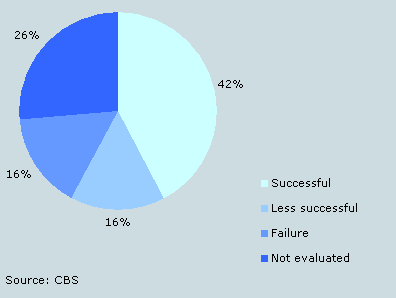 26%
42%
16%
16%
Successful
Less successful
Failure
Not evaluated
Source: CBS